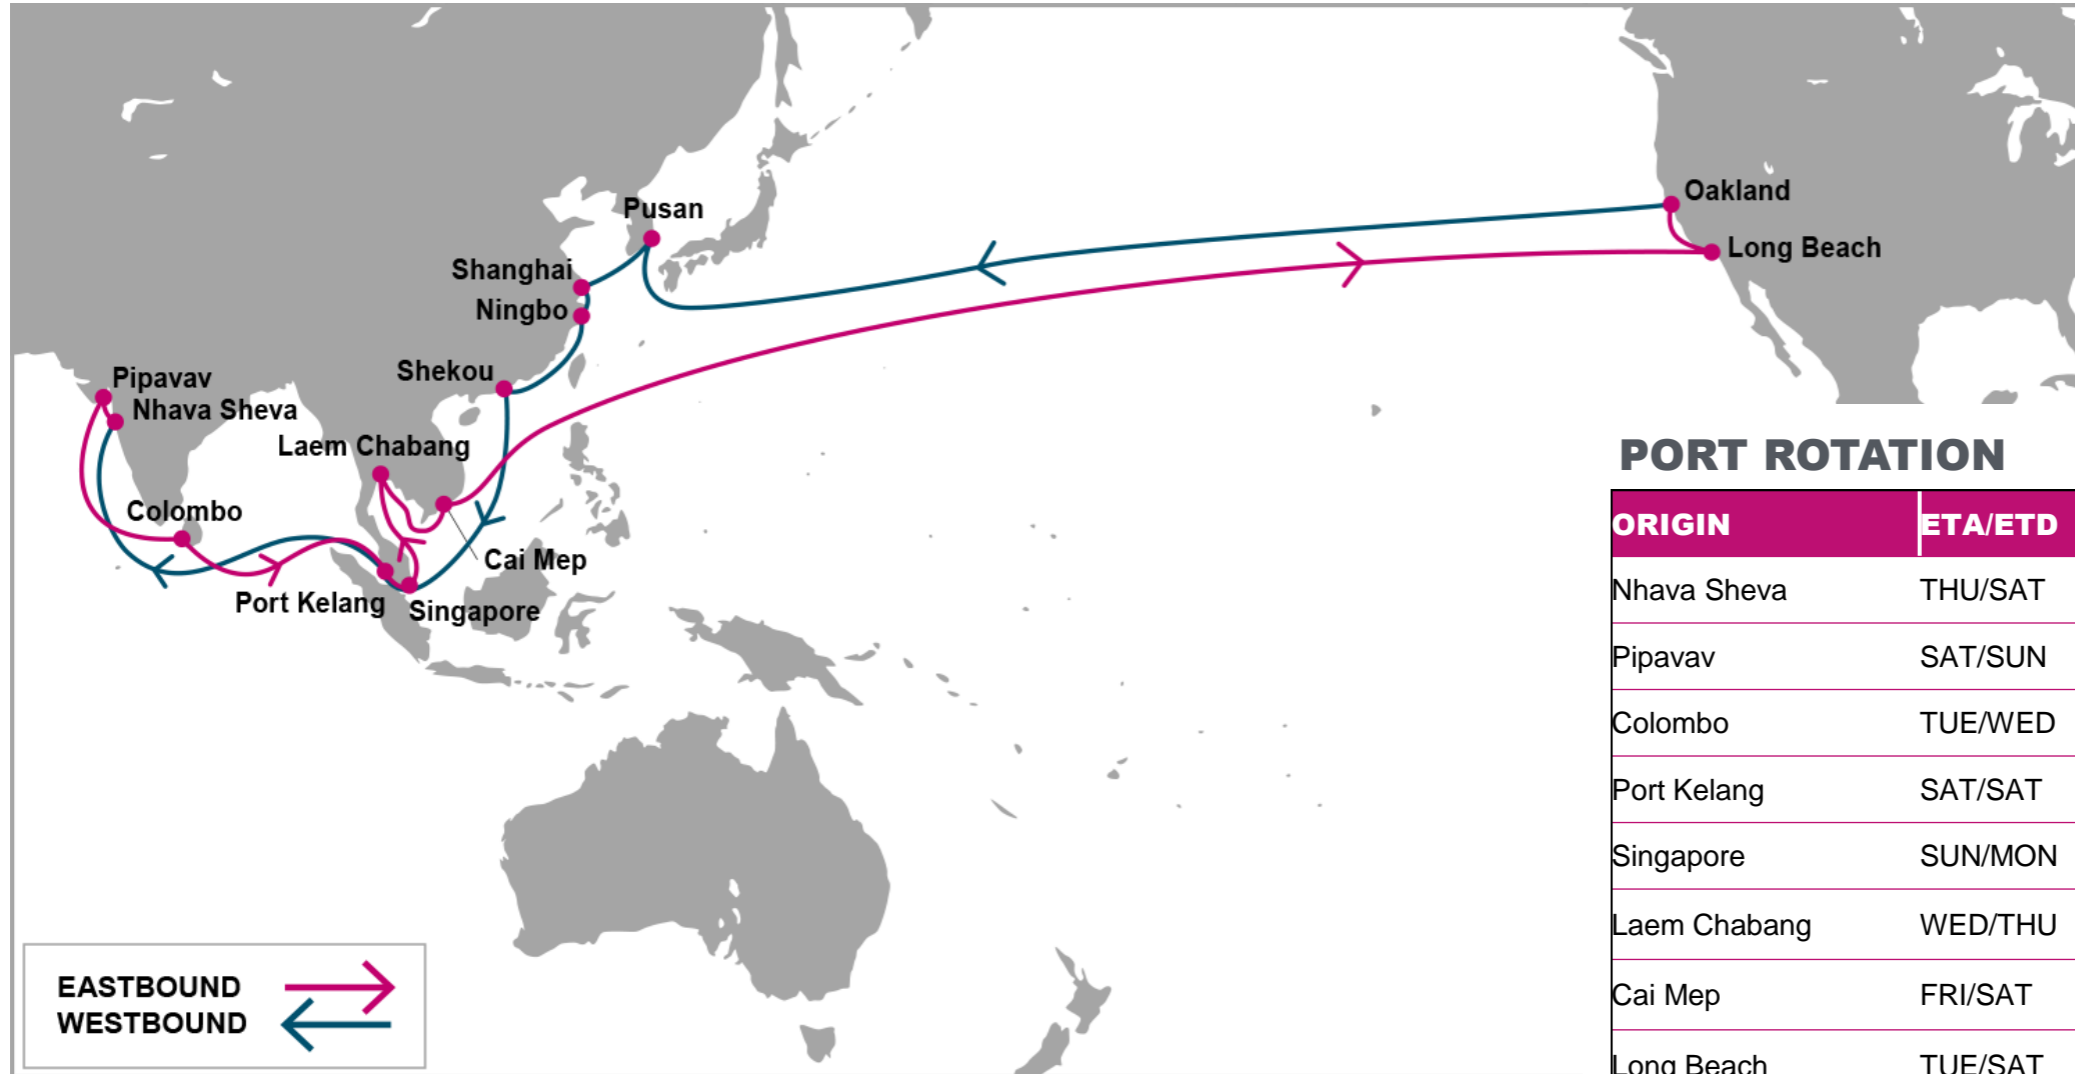 Oakland
Pusan
Long Beach
Shanghai
Ningbo
Shekou
Pipavav
Nhava Sheva
Laem Chabang
Colombo
Cai Mep
Port Kelang
Singapore
EASTBOUND
WESTBOUND
PORT ROTATION
ORIGIN ETA/ETD
Nhava Sheva THU/SAT
Pipavav SAT/SUN
Colombo TUE/WED
Port Kelang SAT/SAT
Singapore SUN/MON
Laem Chabang WED/THU
Cai Mep FRI/SAT
Long Beach TUE/SAT